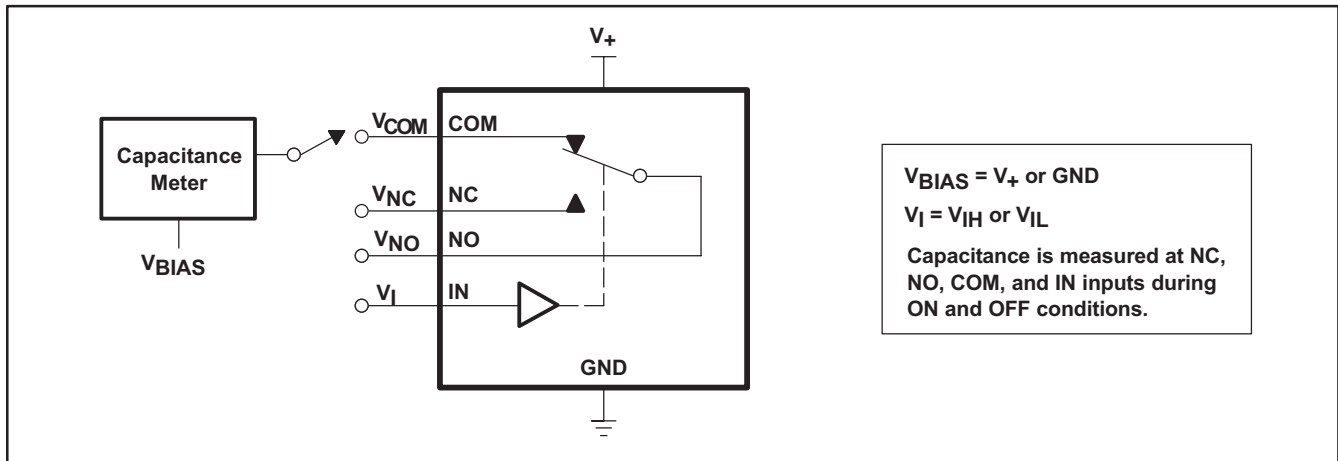 V+
Capacitance
Meter
VBIAS
VCOM COM
VNC NC
VNO NO
VI IN
GND
VBIAS = V+ or GND
VI = VIH or VIL
Capacitance is measured at NC,
NO, COM, and IN inputs during
ON and OFF conditions.